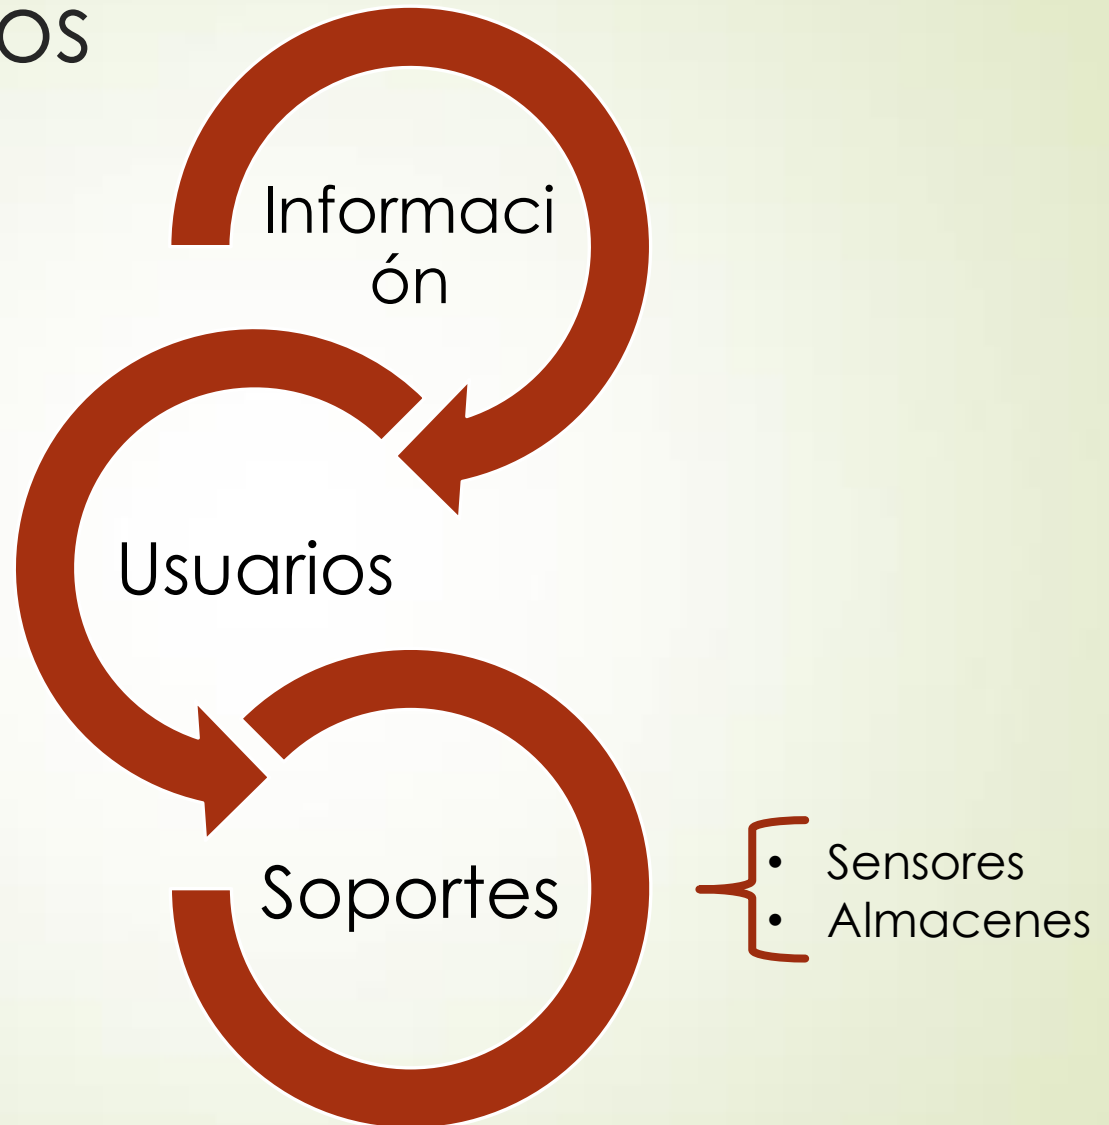 os
Informaci
ón
Usuarios
Soportes
• Sensores
• Almacenes